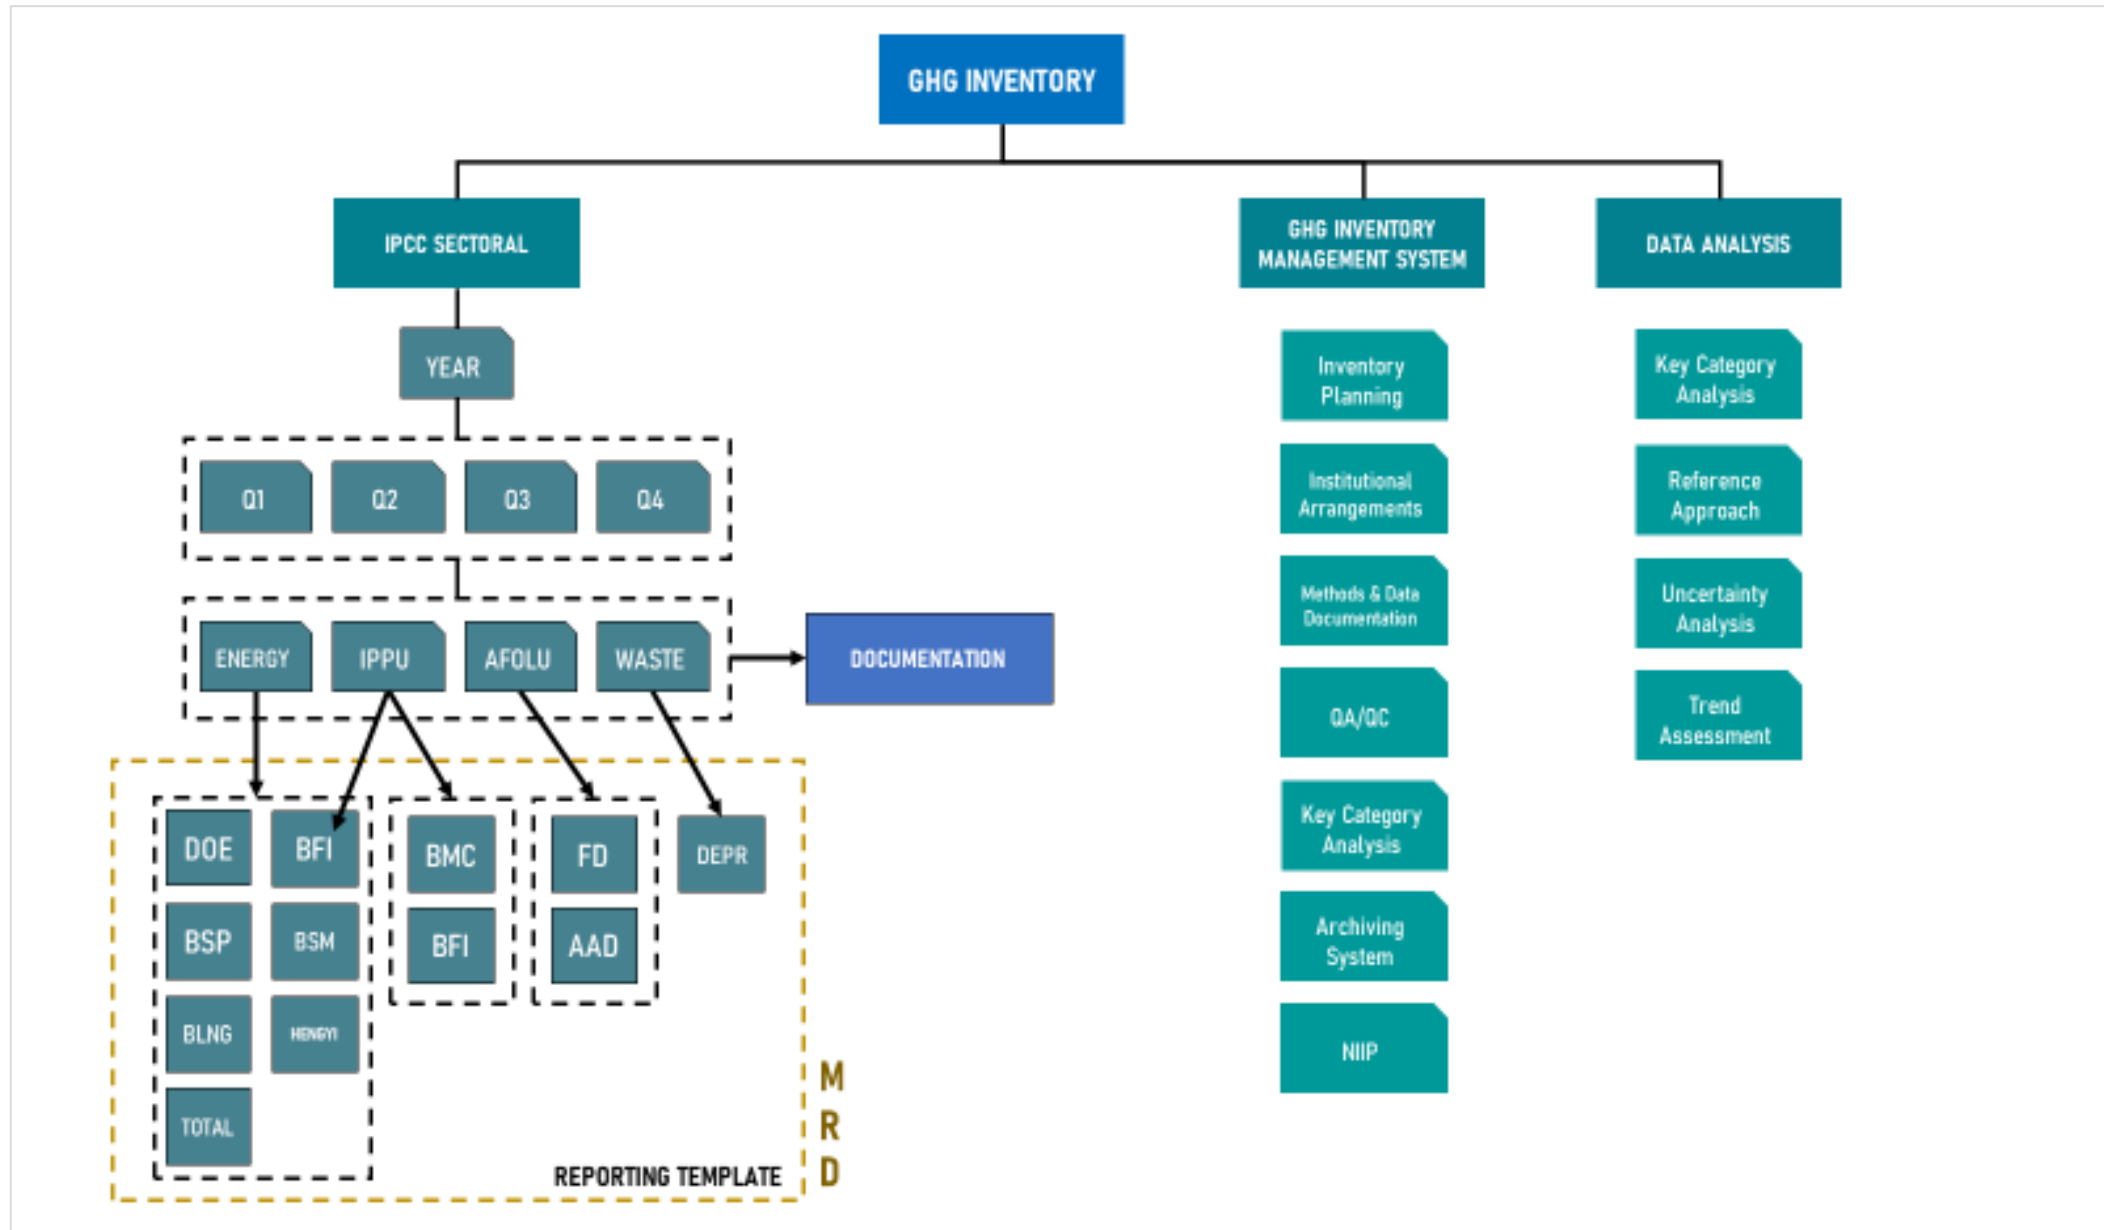 GHG INVENTORY
IPCC SECTORAL
GHG INVENTORY
MANAGEMENT SYSTEM
DATA ANALYSIS
YEAR
Q1
Q2
Q3
Q4
ENERGY
IPPU
AFOLU
WASTE
DOCUMENTATION
DOE
BFI
BSP
BSM
BLNG
HENGYI
TOTAL
BMC
BFI
FD
AAD
DEPR
REPORTING TEMPLATE
M
R
D
Inventory
Planning
Institutional
Arrangements
Methods & Data
Documentation
QA/QC
Key Category
Analysis
Archiving
System
NIIP
Key Category
Analysis
Reference
Approach
Uncertainty
Analysis
Trend
Assessment